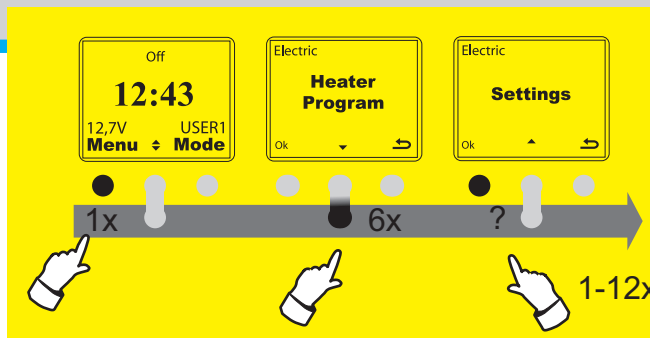 Off
12:43
12,7V USER1
Menu Mode
Electric
Heater
Program
Ok
Electric
Settings
Ok
1x
6x
?
1-12x